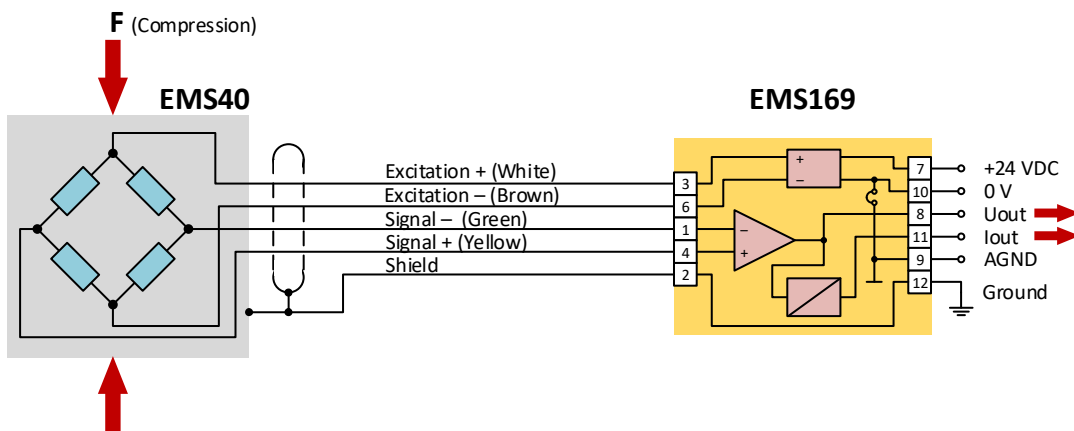 F (Compression)
EMS40
EMS169
Excitation + (White)
Excitation – (Brown)
Signal – (Green)
Signal + (Yellow)
Shield
3
6
1
4
2
+
–
–
+
7
10
8
11
9
12
+24 VDC
0 V
Uout
Iout
AGND
Ground